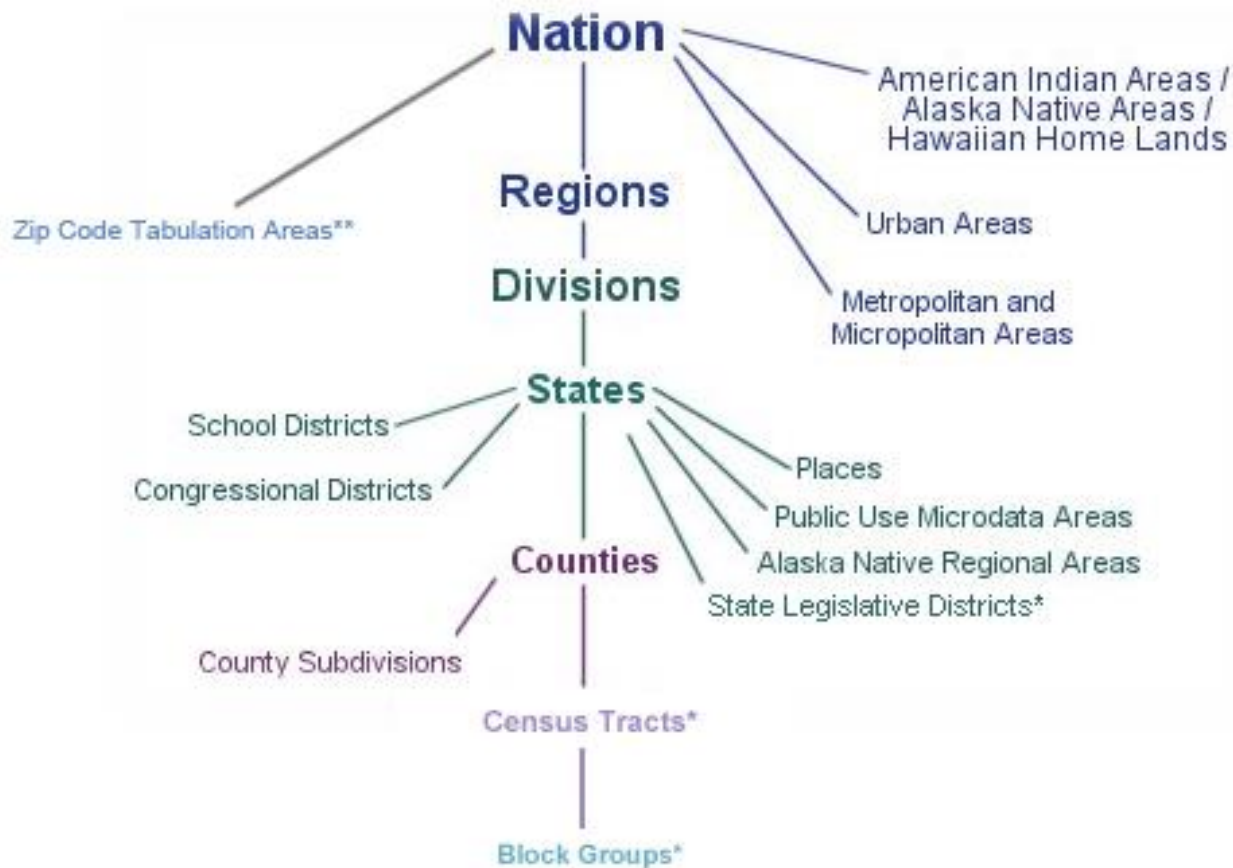 Nation
American Indian Areas /
Alaska Native Areas /
Hawaiian Home Lands
Regions
Zip Code Tabulation Areas**
Urban Areas
Divisions
Metropolitan and
Micropolitan Areas
States
School Districts
Places
Congressional Districts
Public Use Microdata Areas
Counties
Alaska Native Regional Areas
State Legislative Districts*
County Subdivisions
Census Tracts*
Block Groups*